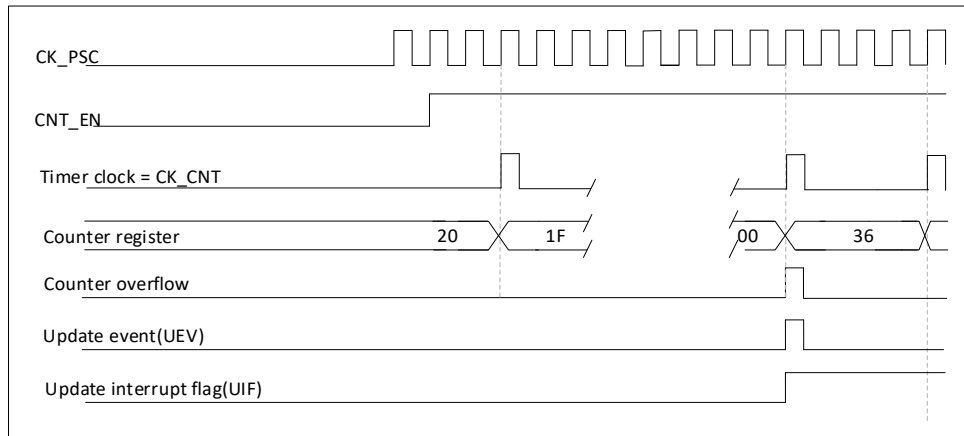 CK_PSC
CNT_EN
Timer clock = CK_CNT
Counter register 20 1F 00 36
Counter overflow
Update event(UEV)
Update interrupt flag(UIF)